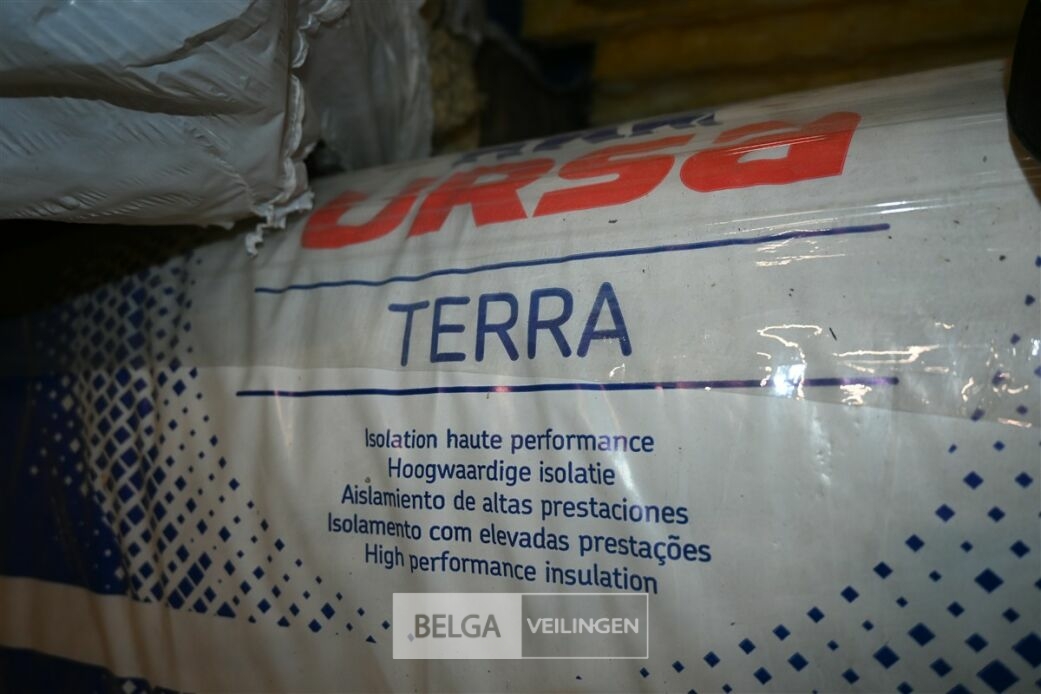 URSA
TERRA
Isolation haute performance
Hoogwaardige isolatie
Aislamiento de altas prestaciones
Isolamento com elevadas prestações
High performance insulation
BELGA VEILINGEN